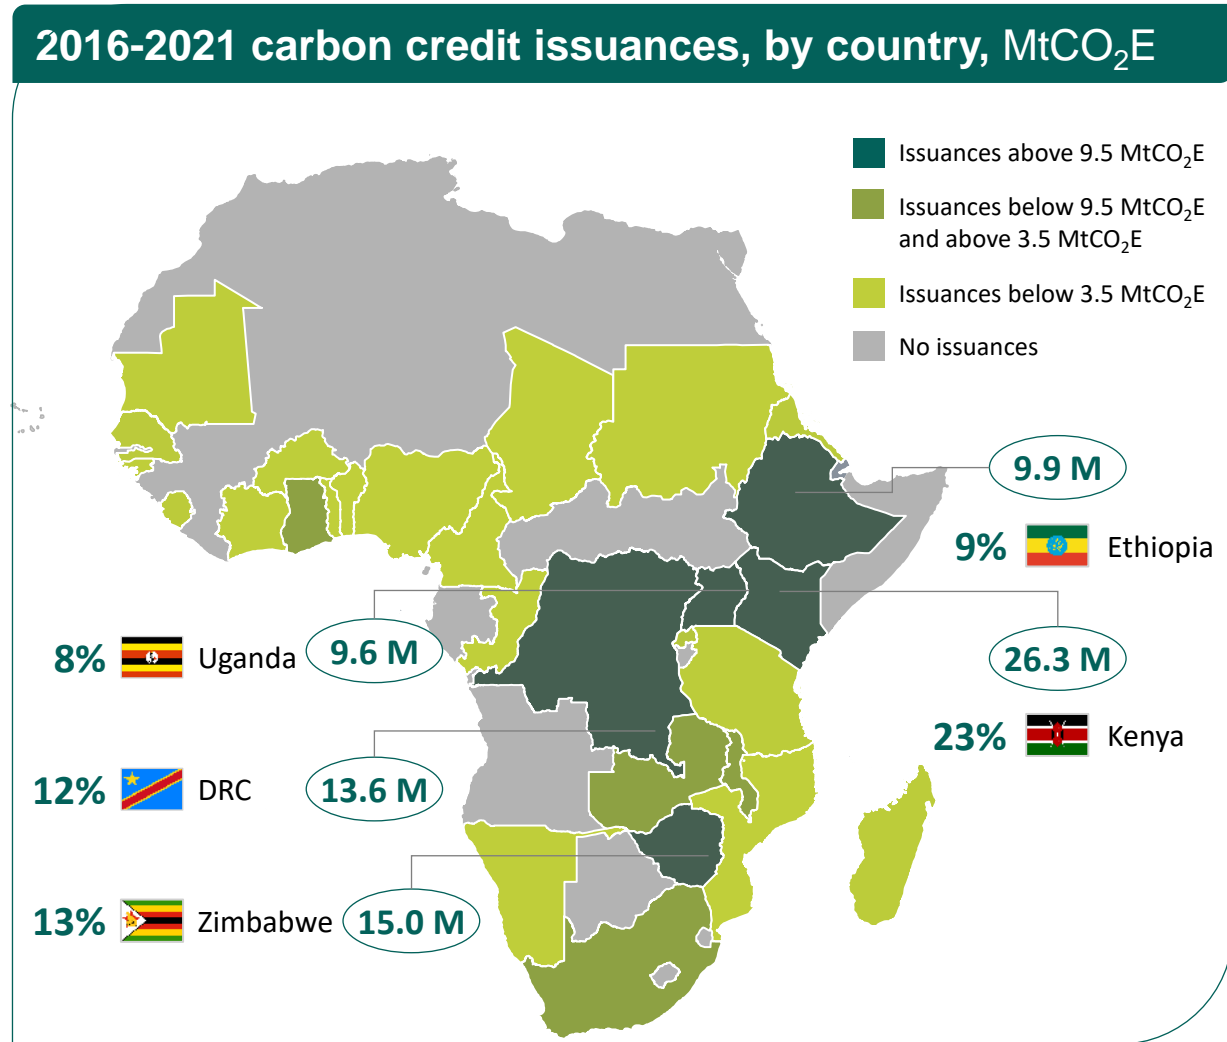 2016-2021 carbon credit issuances, by country, MtCO₂E
Issuances above 9.5 MtCO₂E
Issuances below 9.5 MtCO₂E
and above 3.5 MtCO₂E
Issuances below 3.5 MtCO₂E
No issuances
9.9 M
9% Ethiopia
26.3 M
23% Kenya
8% Uganda 9.6 M
12% DRC 13.6 M
13% Zimbabwe 15.0 M